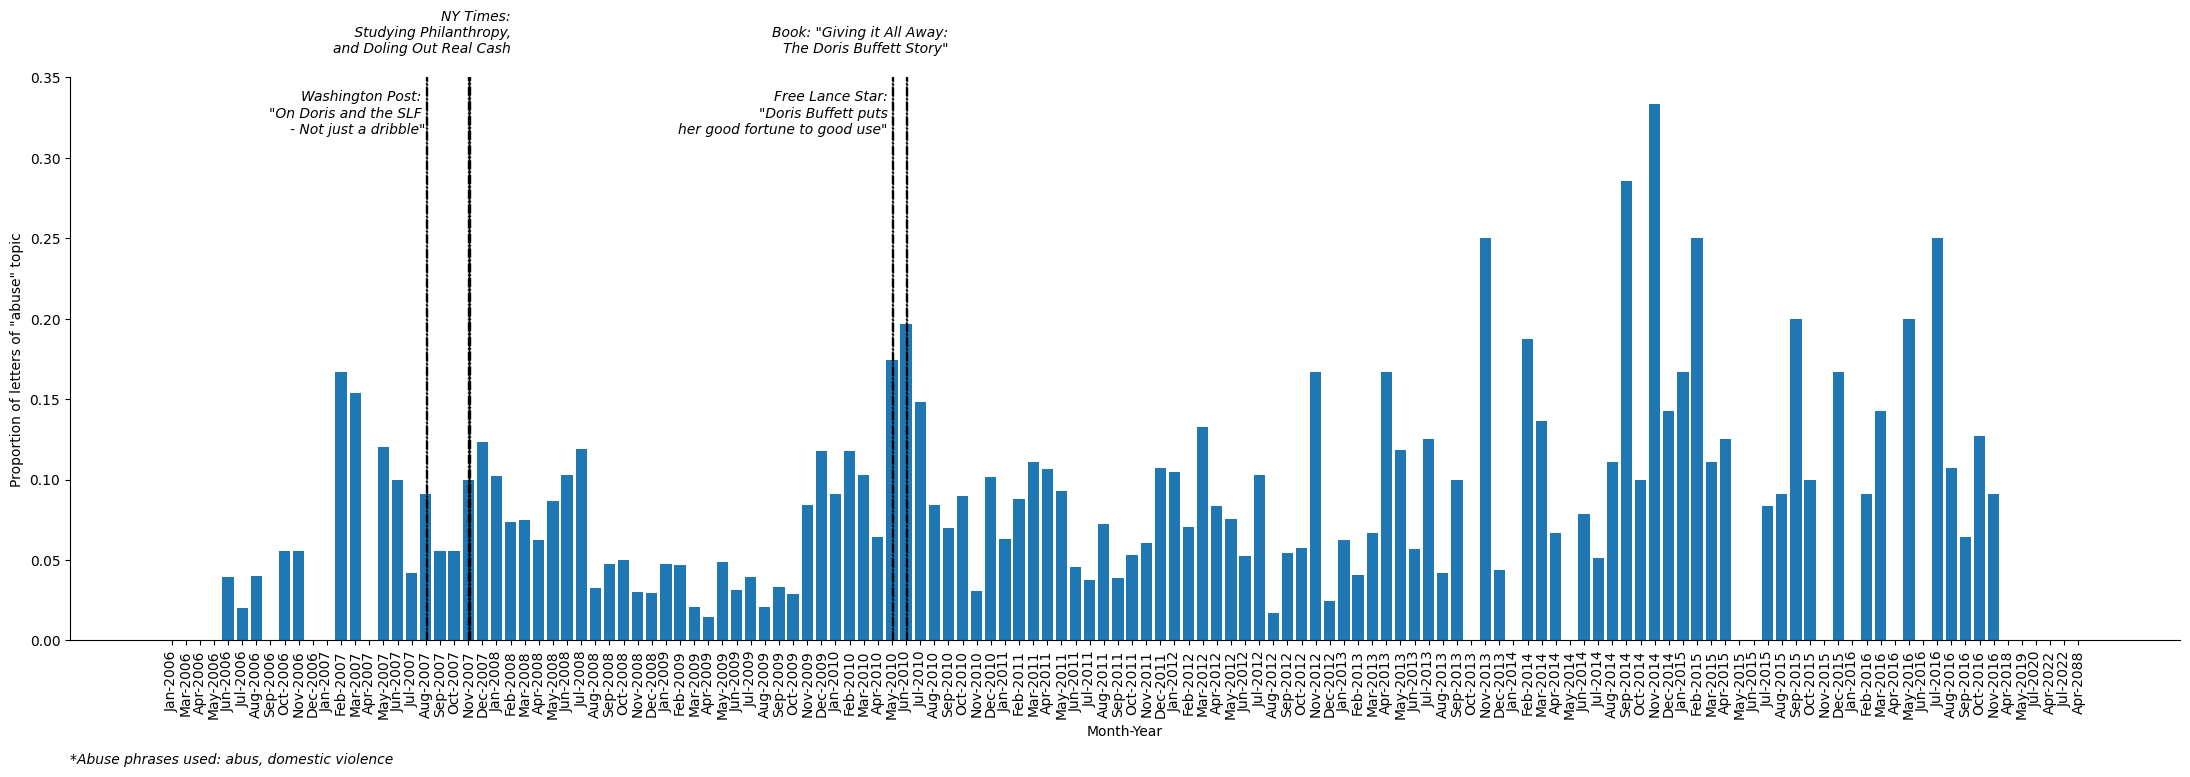 NY Times:
Studying Philanthropy,
and Doling Out Real Cash
Book: "Giving it All Away:
The Doris Buffett Story"
Washington Post:
"On Doris and the SLF
- Not just a dribble"
Free Lance Star:
"Doris Buffett puts
her good fortune to good use"
Proportion of letters of "abuse" topic
0.35
0.30
0.25
0.20
0.15
0.10
0.05
0.00
Jan-2006
Mar-2006
Apr-2006
May-2006
Jun-2006
Jul-2006
Aug-2006
Sep-2006
Oct-2006
Nov-2006
Dec-2006
Jan-2007
Feb-2007
Mar-2007
Apr-2007
May-2007
Jun-2007
Jul-2007
Aug-2007
Sep-2007
Oct-2007
Nov-2007
Dec-2007
Jan-2008
Feb-2008
Mar-2008
Apr-2008
May-2008
Jun-2008
Jul-2008
Aug-2008
Sep-2008
Oct-2008
Nov-2008
Dec-2008
Jan-2009
Feb-2009
Mar-2009
Apr-2009
May-2009
Jun-2009
Jul-2009
Aug-2009
Sep-2009
Oct-2009
Nov-2009
Dec-2009
Jan-2010
Feb-2010
Mar-2010
Apr-2010
May-2010
Jun-2010
Jul-2010
Aug-2010
Sep-2010
Oct-2010
Nov-2010
Dec-2010
Jan-2011
Feb-2011
Mar-2011
Apr-2011
May-2011
Jun-2011
Jul-2011
Aug-2011
Sep-2011
Oct-2011
Nov-2011
Dec-2011
Jan-2012
Feb-2012
Mar-2012
Apr-2012
May-2012
Jun-2012
Jul-2012
Aug-2012
Sep-2012
Oct-2012
Nov-2012
Dec-2012
Jan-2013
Feb-2013
Mar-2013
Apr-2013
May-2013
Jun-2013
Jul-2013
Aug-2013
Sep-2013
Oct-2013
Nov-2013
Dec-2013
Jan-2014
Feb-2014
Mar-2014
Apr-2014
May-2014
Jun-2014
Jul-2014
Aug-2014
Sep-2014
Oct-2014
Nov-2014
Dec-2014
Jan-2015
Feb-2015
Mar-2015
Apr-2015
May-2015
Jun-2015
Jul-2015
Aug-2015
Sep-2015
Oct-2015
Nov-2015
Dec-2015
Jan-2016
Feb-2016
Mar-2016
Apr-2016
May-2016
Jun-2016
Jul-2016
Aug-2016
Sep-2016
Oct-2016
Nov-2016
Apr-2018
May-2019
Jul-2020
Apr-2022
Jul-2022
Apr-2088
Month-Year
*Abuse phrases used: abus, domestic violence